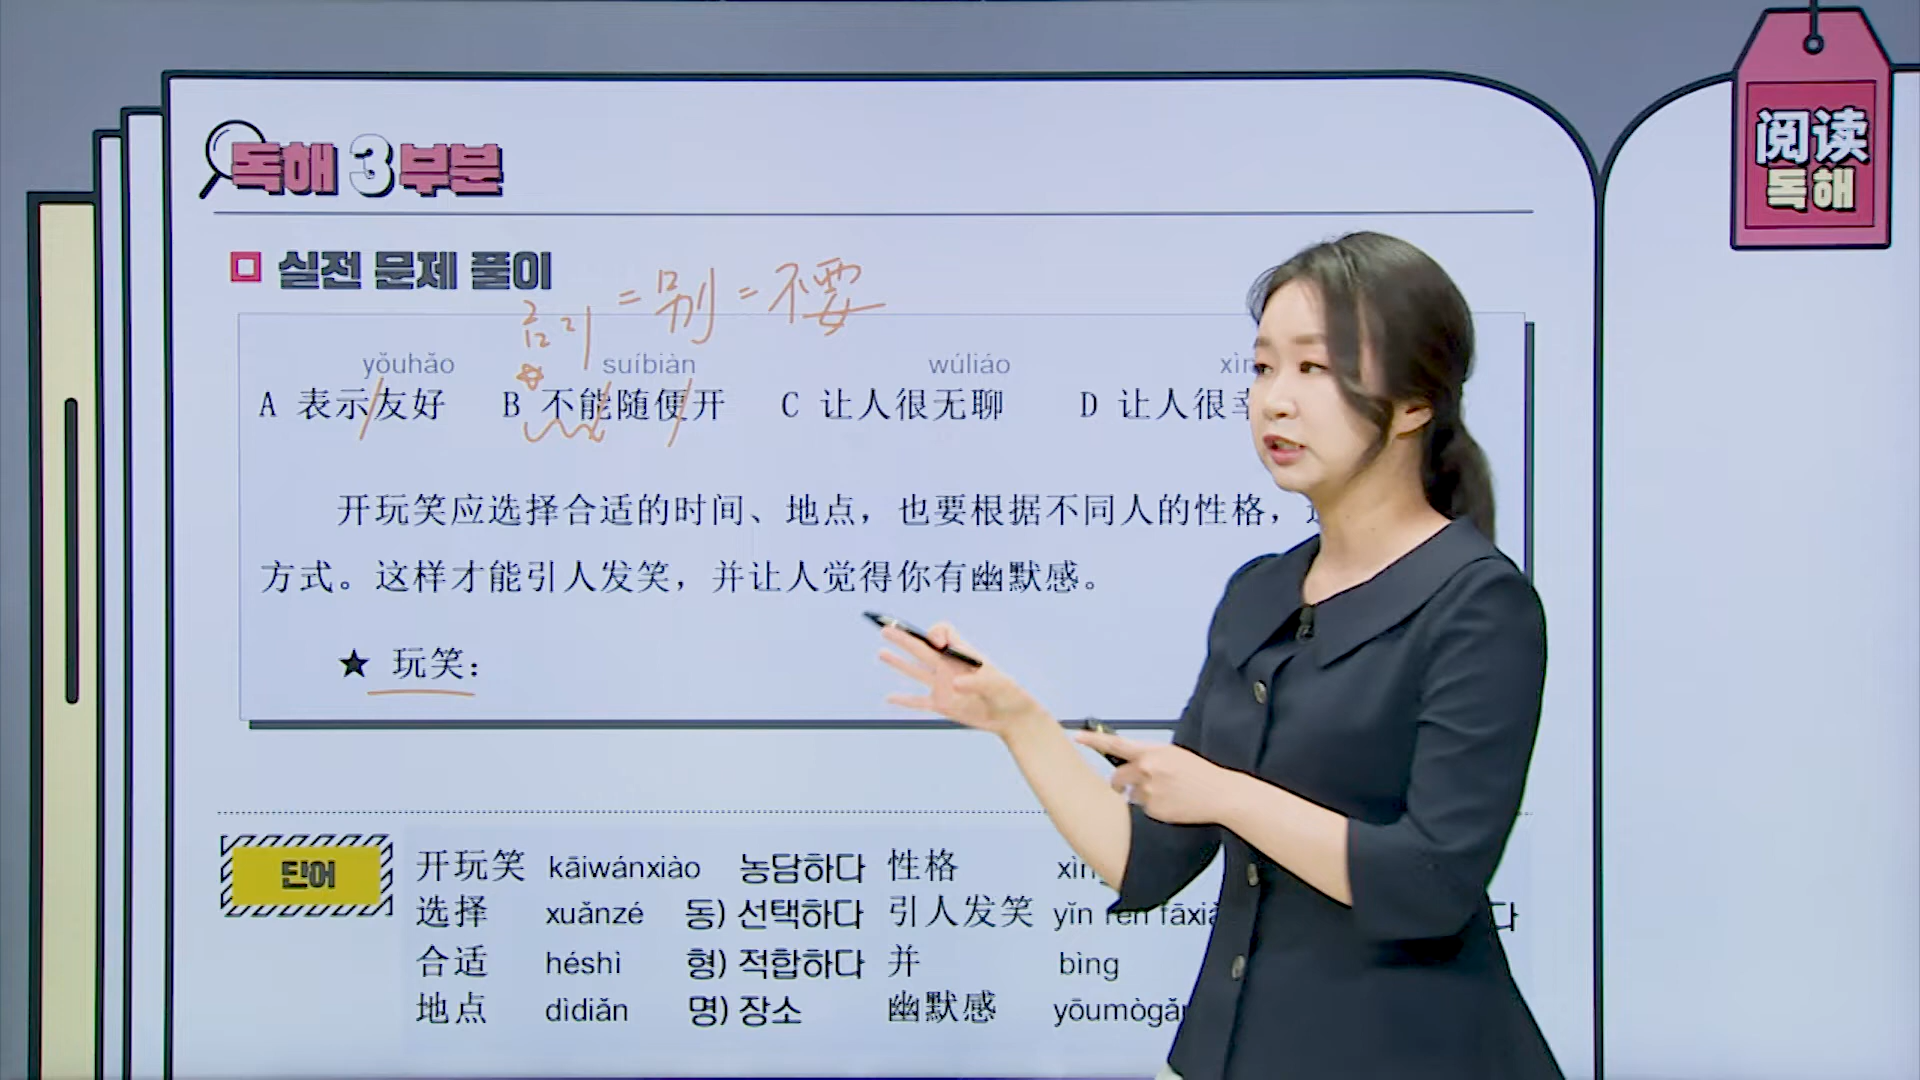 阅读
독해
독해 3 부분
실전 문제 풀이
금지 = 别 = 不要
yǒuhǎo suíbiàn wúliáo
A 表示友好 B 不能随便开 C 让人很无聊 D 让人很
开玩笑应选择合适的时间、地点，也要根据不同人的性格，
方式。这样才能引人发笑，并让人觉得你有幽默感。
★ 玩笑：
단어
开玩笑 kāiwánxiào 농담하다 性格
选择 xuǎnzé 동) 선택하다 引人发笑 yǐn rén
合适 héshì 형) 적합하다 并 bìng
地点 dìdiǎn 명) 장소 幽默感